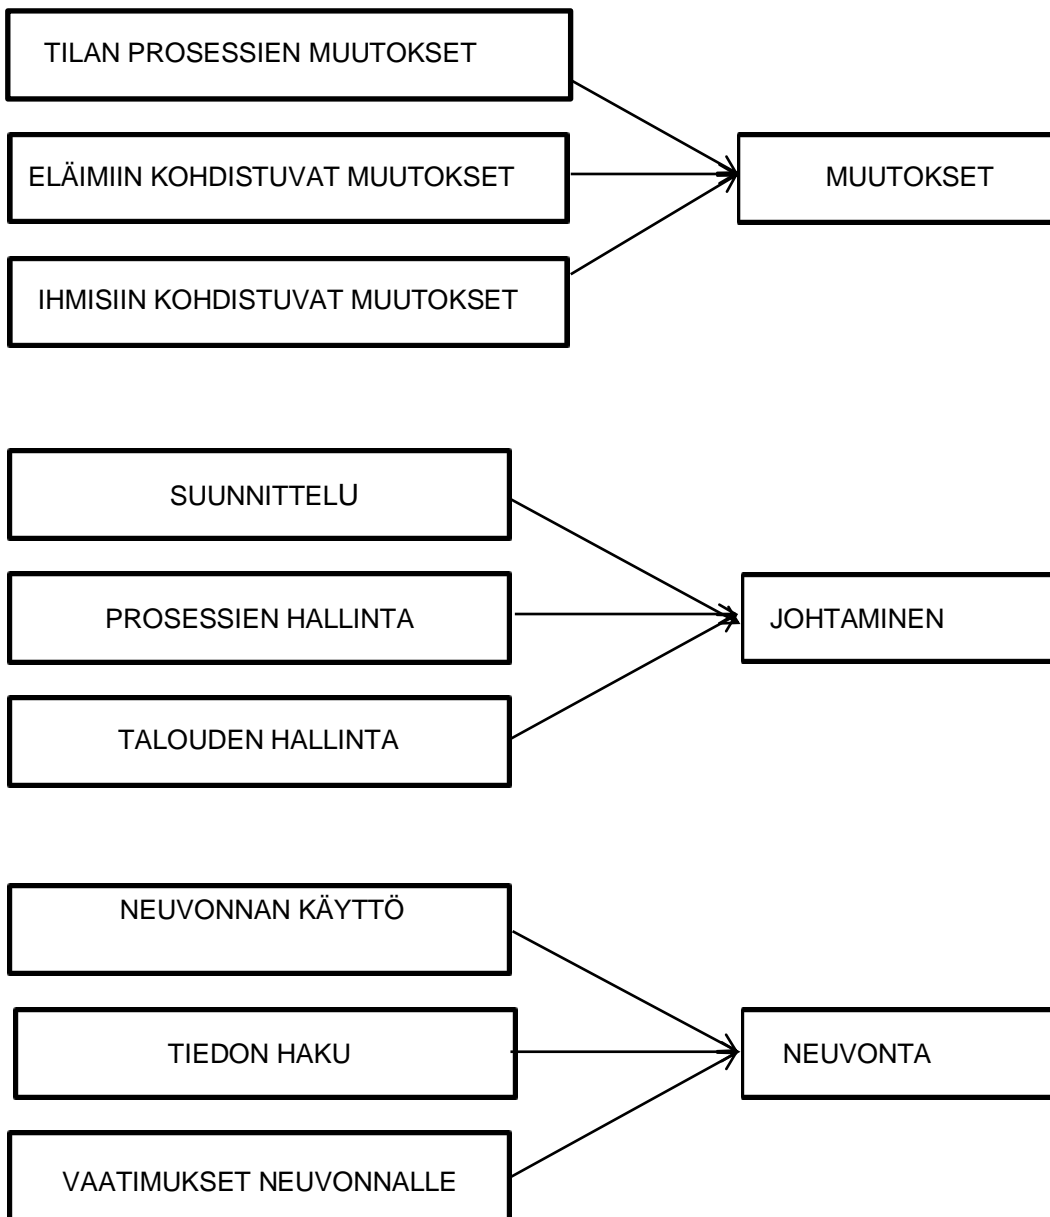 TILAN PROSESSIEN MUUTOKSET
ELÄIMIIN KOHDISTUVAT MUUTOKSET
MUUTOKSET
IHMISIIN KOHDISTUVAT MUUTOKSET
SUUNNITTELU
PROSESSIEN HALLINTA
JOHTAMINEN
TALOUDEN HALLINTA
NEUVONNAN KÄYTTÖ
TIEDON HAKU
NEUVONTA
VAATIMUKSET NEUVONNALLE